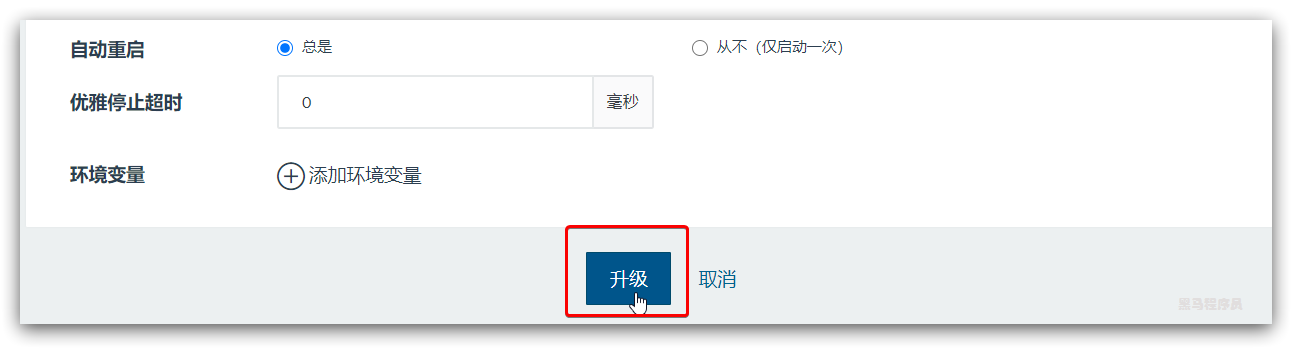 自动重启 总是 从不（仅启动一次）
优雅停止超时 0 毫秒
环境变量 添加环境变量
升级 取消
黑马程序员